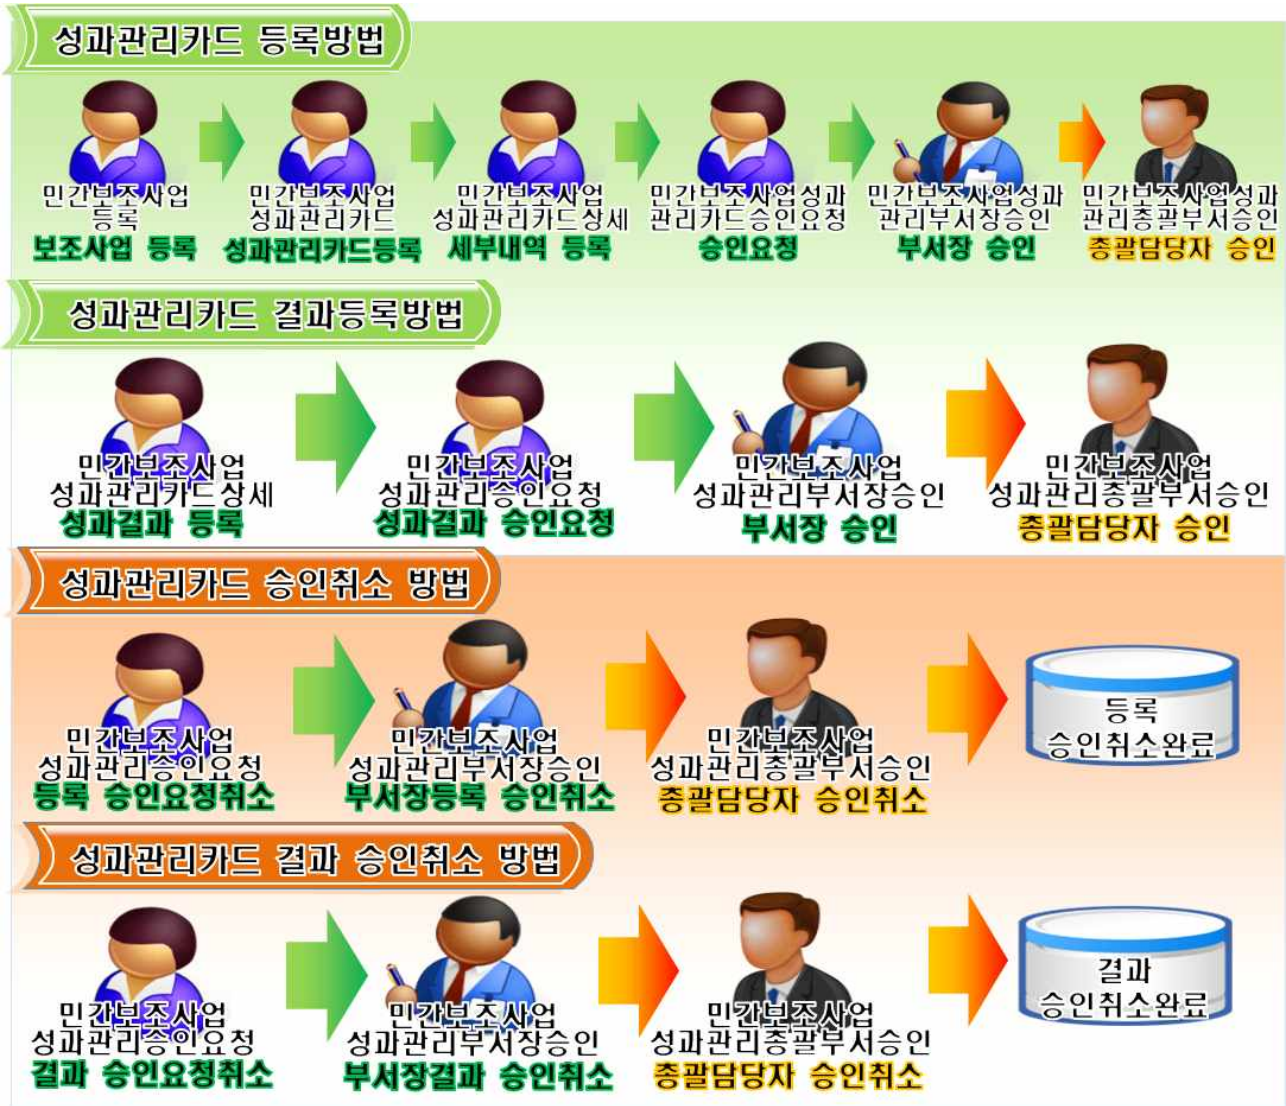 성과관리카드 등록방법
민간보조사업
등록
보조사업 등록
민간보조사업
성과관리카드
성과관리카드등록
민간보조사업
성과관리카드상세
세부내역 등록
민간보조사업성과
관리카드승인요청
승인요청
민간보조사업성과
관리부서장승인
부서장 승인
민간보조사업성과
관리총괄부서승인
총괄담당자 승인
성과관리카드 결과등록방법
민간보조사업
성과관리카드상세
성과결과 등록
민간보조사업
성과관리승인요청
성과결과 승인요청
민간보조사업
성과관리부서장승인
부서장 승인
민간보조사업
성과관리총괄부서승인
총괄담당자 승인
성과관리카드 승인취소 방법
민간보조사업
성과관리승인요청
등록 승인요청취소
민간보조사업
성과관리부서장승인
부서장등록 승인취소
민간보조사업
성과관리총괄부서승인
총괄담당자 승인취소
등록
승인취소완료
성과관리카드 결과 승인취소 방법
민간보조사업
성과관리승인요청
결과 승인요청취소
민간보조사업
성과관리부서장승인
부서장결과 승인취소
민간보조사업
성과관리총괄부서승인
총괄담당자 승인취소
결과
승인취소완료